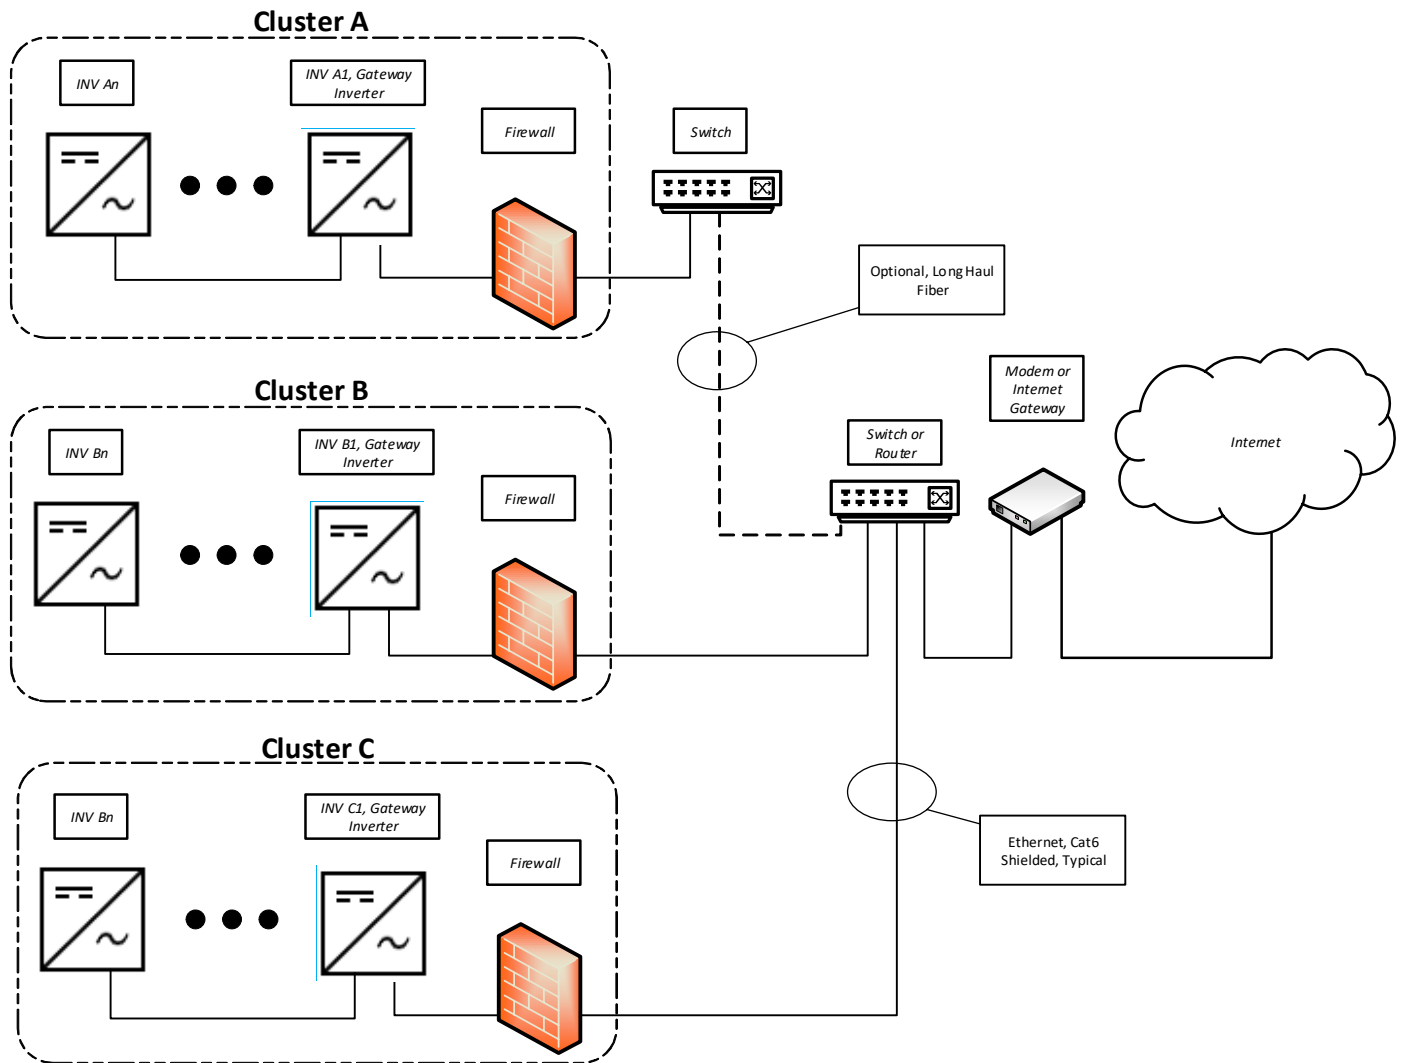 Cluster A
INV An
INV A1, Gateway
Inverter
Firewall
Switch
Optional, Long Haul
Fiber
Cluster B
INV Bn
INV B1, Gateway
Inverter
Firewall
Switch or
Router
Modem or
Internet
Gateway
Internet
Cluster C
INV Bn
INV C1, Gateway
Inverter
Firewall
Ethernet, Cat6
Shielded, Typical